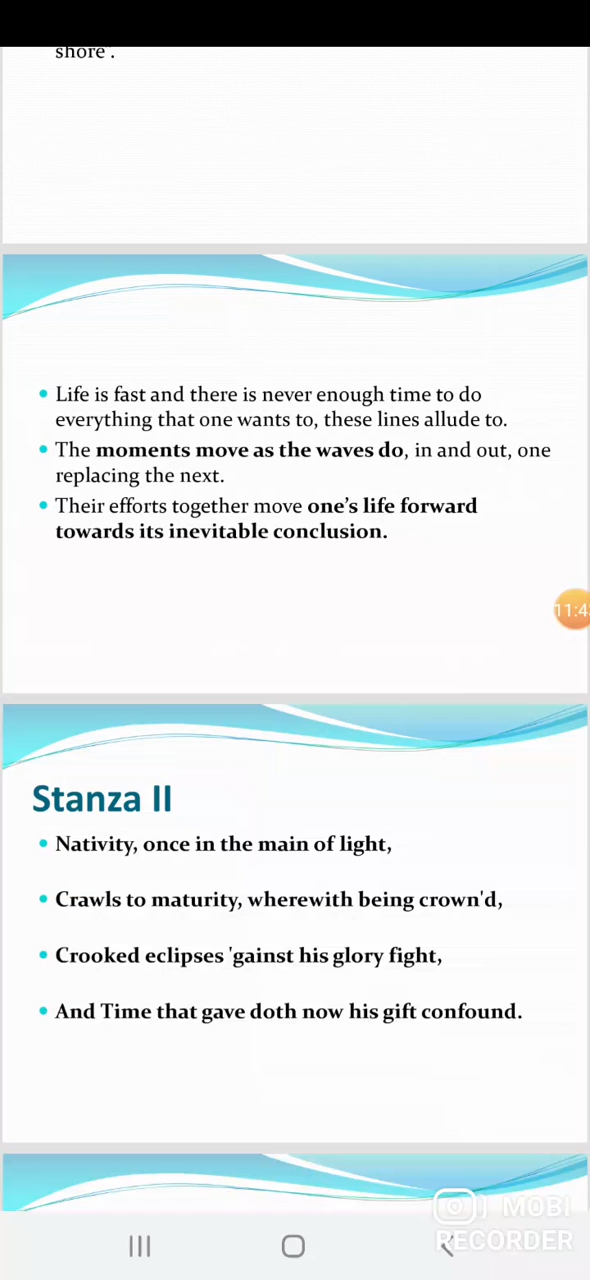 shore .
Life is fast and there is never enough time to do
everything that one wants to, these lines allude to.
The moments move as the waves do, in and out, one
replacing the next.
Their efforts together move one's life forward
towards its inevitable conclusion.
11:4
Stanza II
Nativity, once in the main of light,
Crawls to maturity, wherewith being crown'd,
Crooked eclipses 'gainst his glory fight,
And Time that gave doth now his gift confound.
MOBI
RECORDER